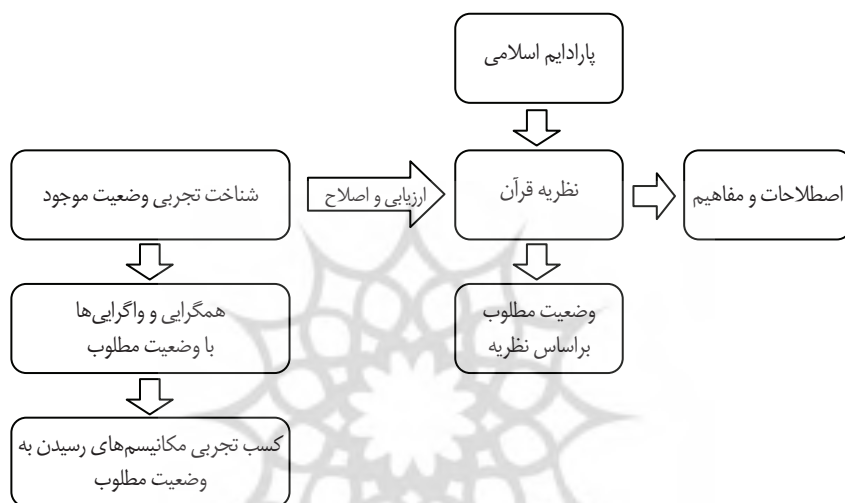 پارادایم اسلامی
اصطلاحات و مفاهیم
نظریه قرآن
ارزیابی و اصلاح
شناخت تجربی وضعیت موجود
وضعیت مطلوب
براساس نظریه
همگرایی و واگرایی‌ها
با وضعیت مطلوب
کسب تجربی مکانیسم‌های رسیدن به
وضعیت مطلوب